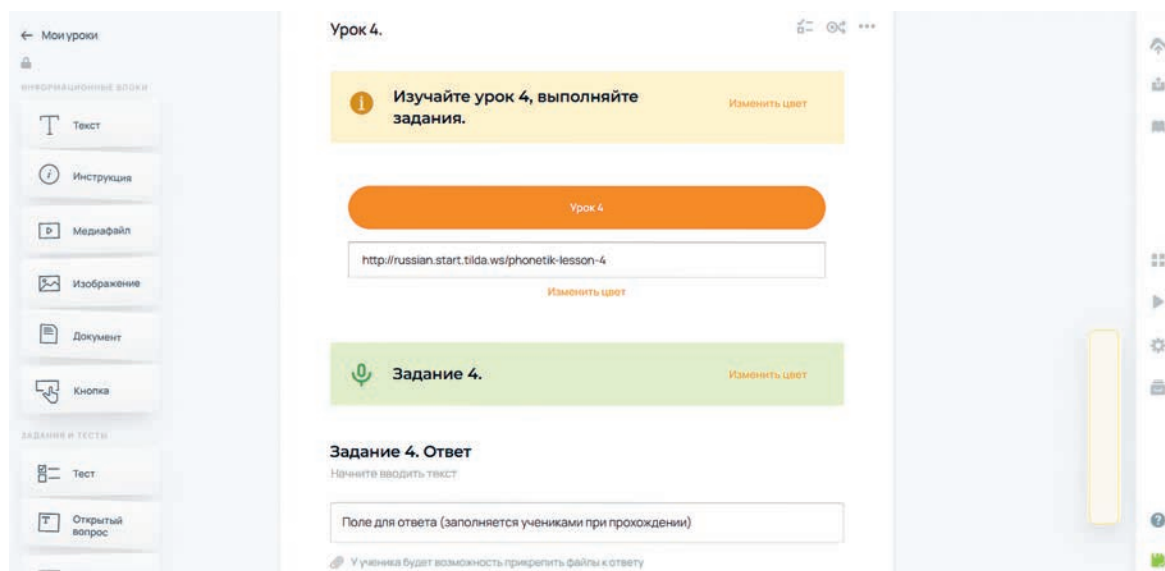 ← Мои уроки
ИНФОРМАЦИОННЫЕ БЛОКИ
Текст
Инструкция
Медиафайл
Изображение
Документ
Кнопка
ЗАДАНИЯ И ТЕСТЫ
Тест
Открытый
вопрос
Урок 4.
Изучайте урок 4, выполняйте
задания.
Изменить цвет
Урок 4
http://russian.start.tilda.ws/phonetik-lesson-4
Изменить цвет
Задание 4.
Изменить цвет
Задание 4. Ответ
Начните вводить текст
Поле для ответа (заполняется учениками при прохождении)
У ученика будет возможность прикрепить файлы к ответу